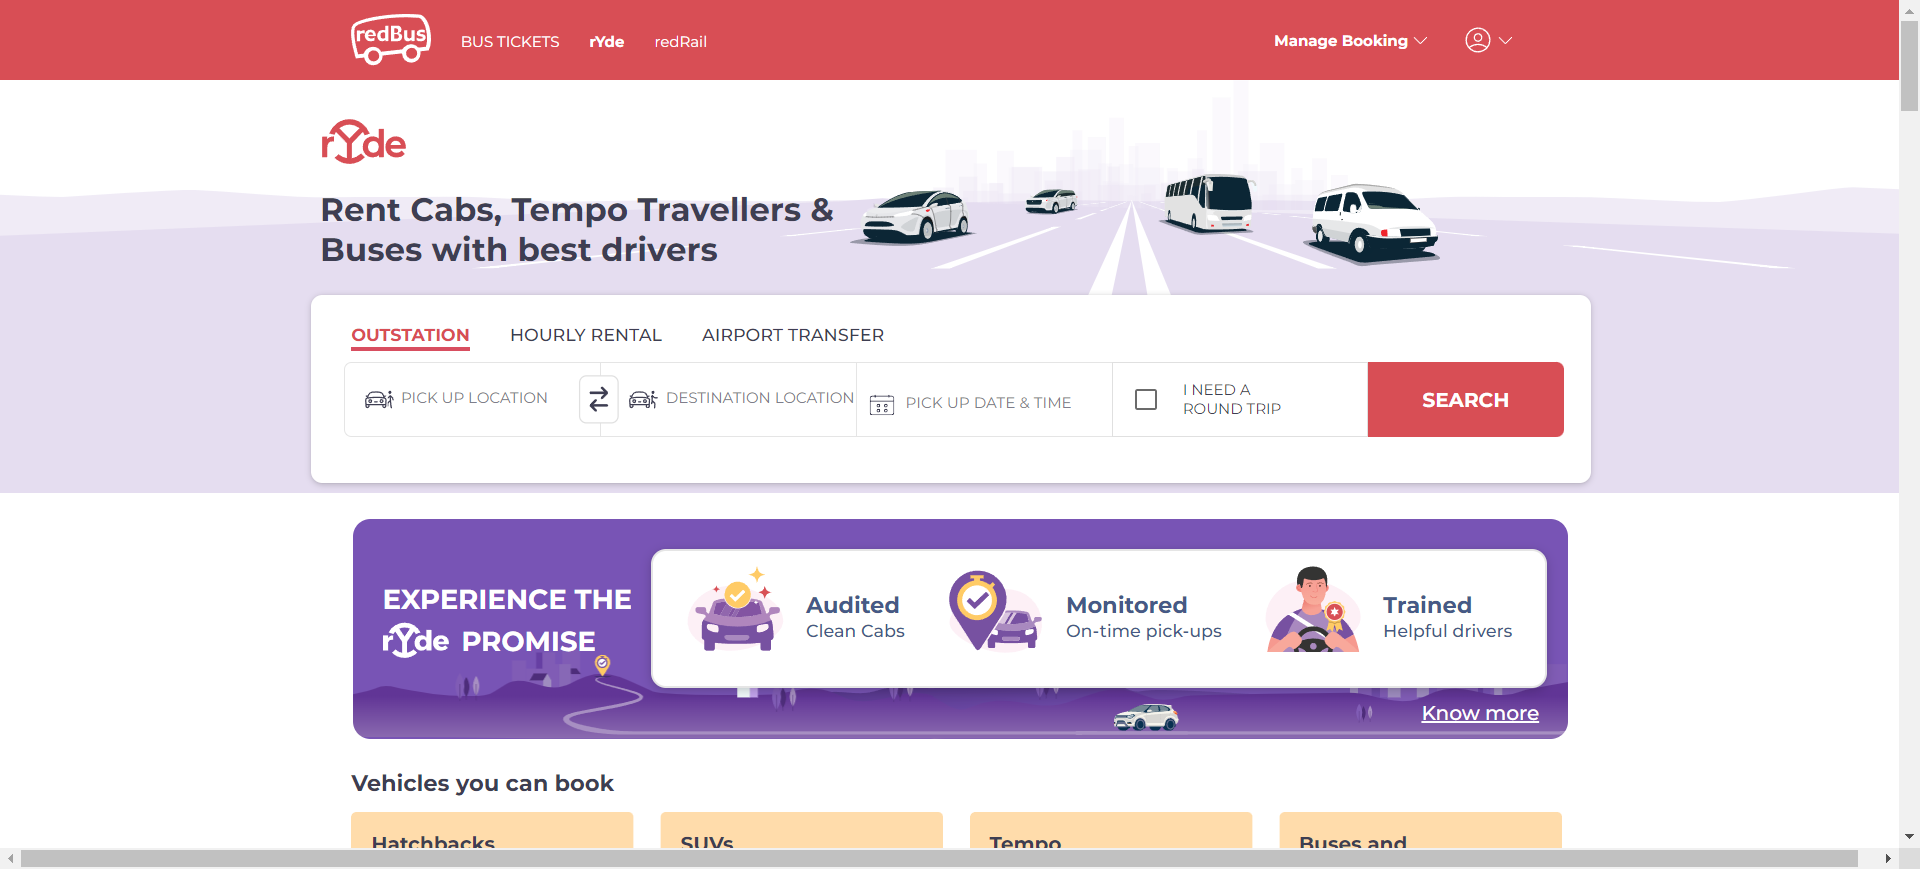 redBus
BUS TICKETS
rYde
redRail
Manage Booking
rYde
Rent Cabs, Tempo Travellers &
Buses with best drivers
OUTSTATION
HOURLY RENTAL
AIRPORT TRANSFER
PICK UP LOCATION
DESTINATION LOCATION
PICK UP DATE & TIME
I NEED A
ROUND TRIP
SEARCH
EXPERIENCE THE
rYde PROMISE
Audited
Clean Cabs
Monitored
On-time pick-ups
Trained
Helpful drivers
Know more
Vehicles you can book
Hatchbacks
SUVs
Tempo
Buses and